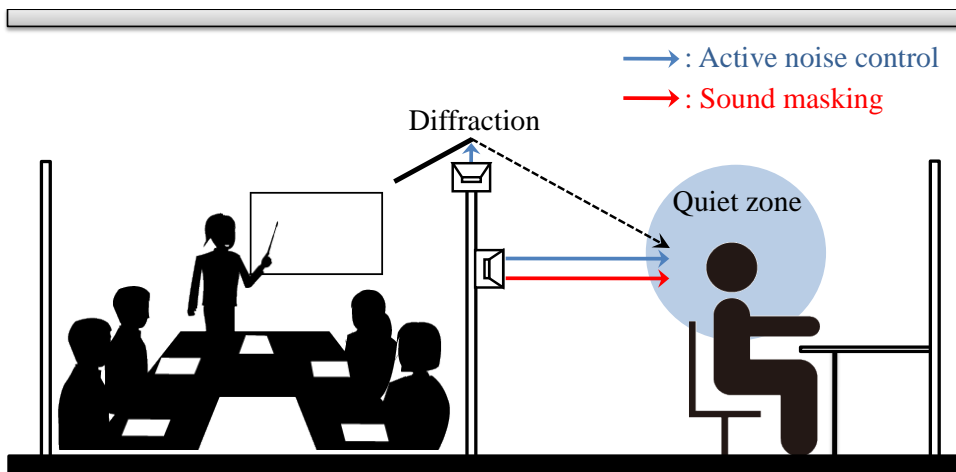 : Active noise control
: Sound masking
Diffraction
Quiet zone